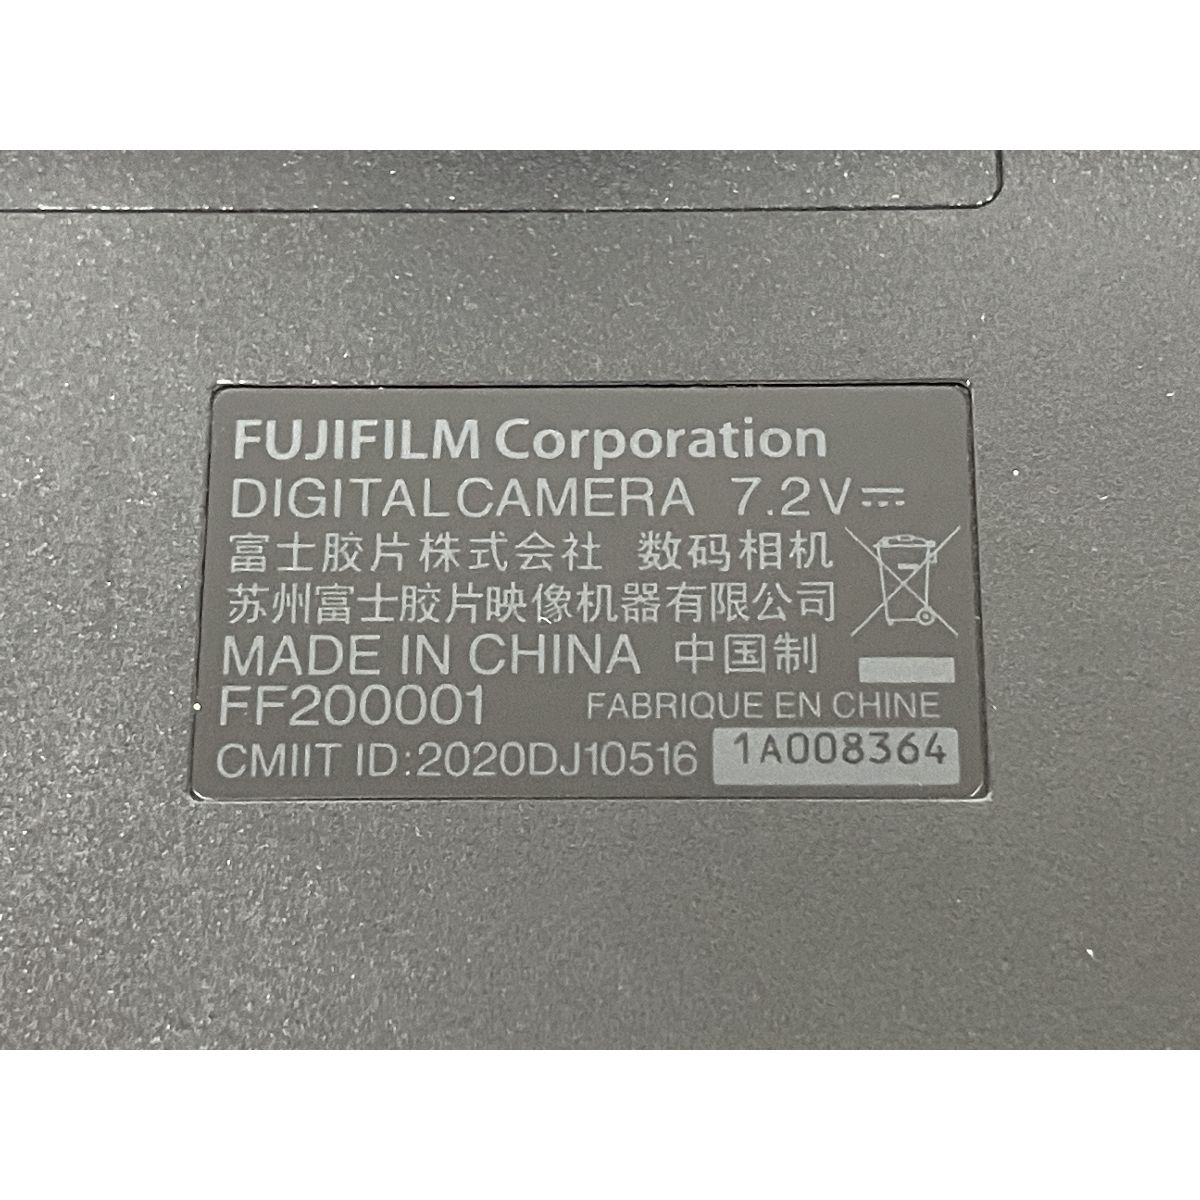 FUJIFILM Corporation
DIGITAL CAMERA 7.2V
富士胶片株式会社 数码相机
苏州富士胶片映像机器有限公司
MADE IN CHINA 中国制
FF200001 FABRIQUE EN CHINE
CMIIT ID:2020DJ10516 1A008364